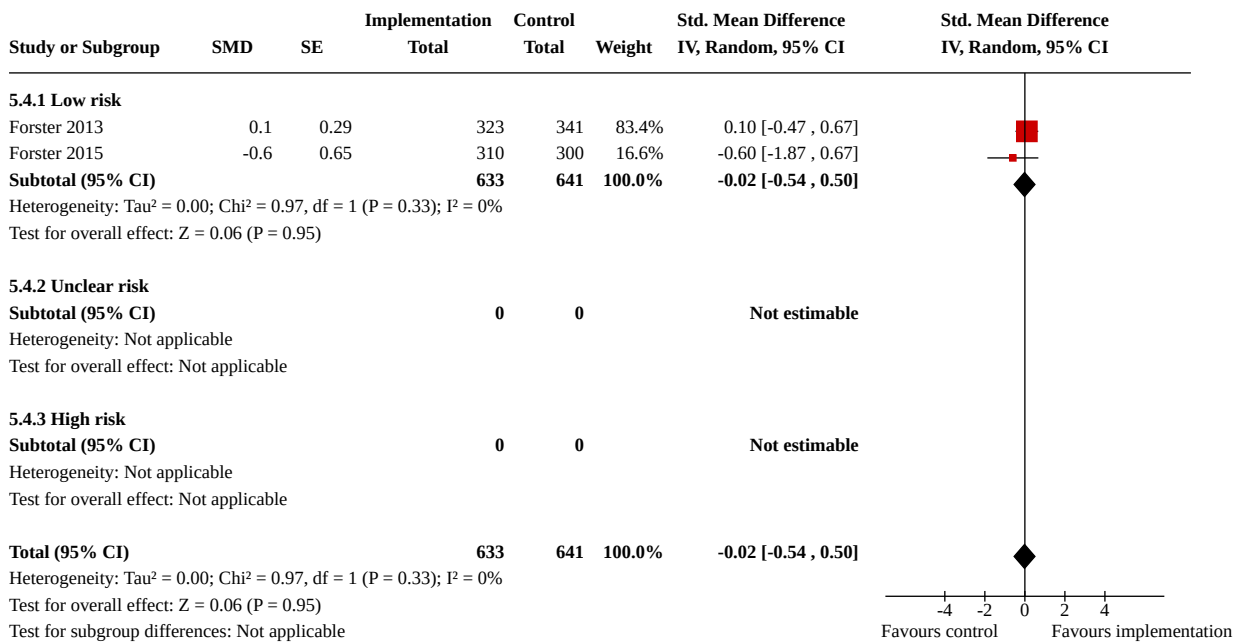 Implementation Control Std. Mean Difference Std. Mean Difference
Study or Subgroup SMD SE Total Total Weight IV, Random, 95% CI IV, Random, 95% CI
5.4.1 Low risk
Forster 2013 0.1 0.29 323 341 83.4% 0.10 [-0.47 , 0.67]
Forster 2015 -0.6 0.65 310 300 16.6% -0.60 [-1.87 , 0.67]
Subtotal (95% CI) 633 641 100.0% -0.02 [-0.54 , 0.50]
Heterogeneity: Tau² = 0.00; Chi² = 0.97, df = 1 (P = 0.33); I² = 0%
Test for overall effect: Z = 0.06 (P = 0.95)
5.4.2 Unclear risk
Subtotal (95% CI) 0 0 Not estimable
Heterogeneity: Not applicable
Test for overall effect: Not applicable
5.4.3 High risk
Subtotal (95% CI) 0 0 Not estimable
Heterogeneity: Not applicable
Test for overall effect: Not applicable
Total (95% CI) 633 641 100.0% -0.02 [-0.54 , 0.50]
Heterogeneity: Tau² = 0.00; Chi² = 0.97, df = 1 (P = 0.33); I² = 0%
Test for overall effect: Z = 0.06 (P = 0.95) -4 -2 0 2 4
Test for subgroup differences: Not applicable Favours control Favours implementation